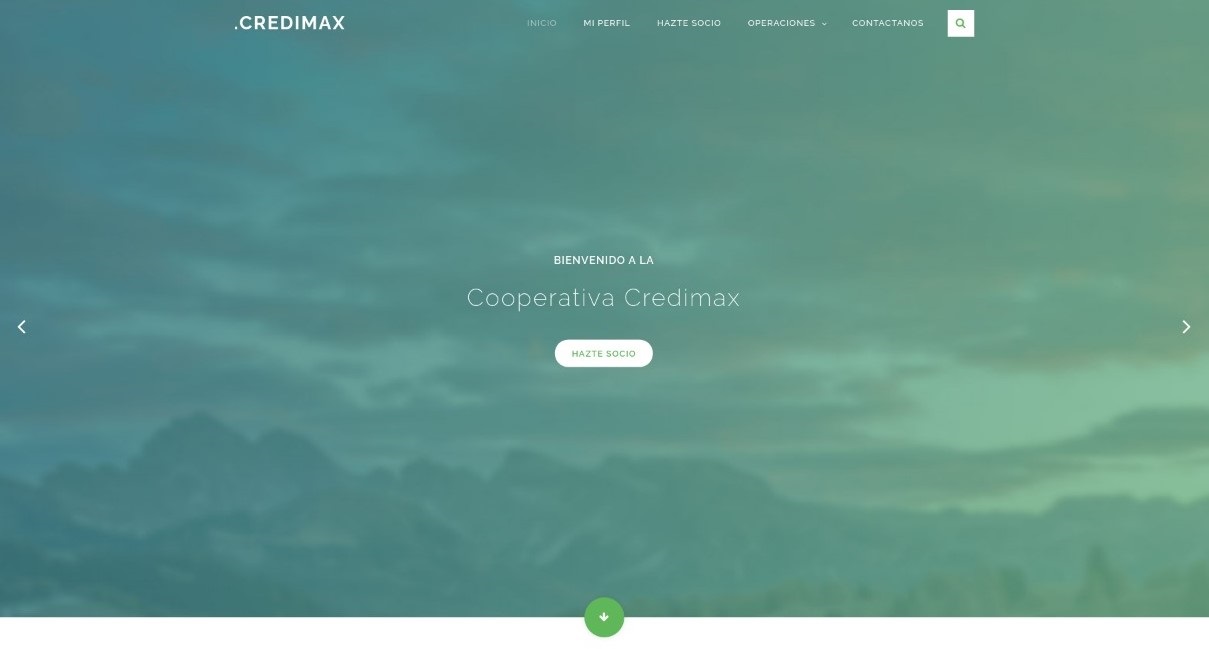 .CREDIMAX
INICIO
MI PERFIL
HAZTE SOCIO
OPERACIONES
CONTACTANOS
BIENVENIDO A LA
Cooperativa Credimax
HAZTE SOCIO